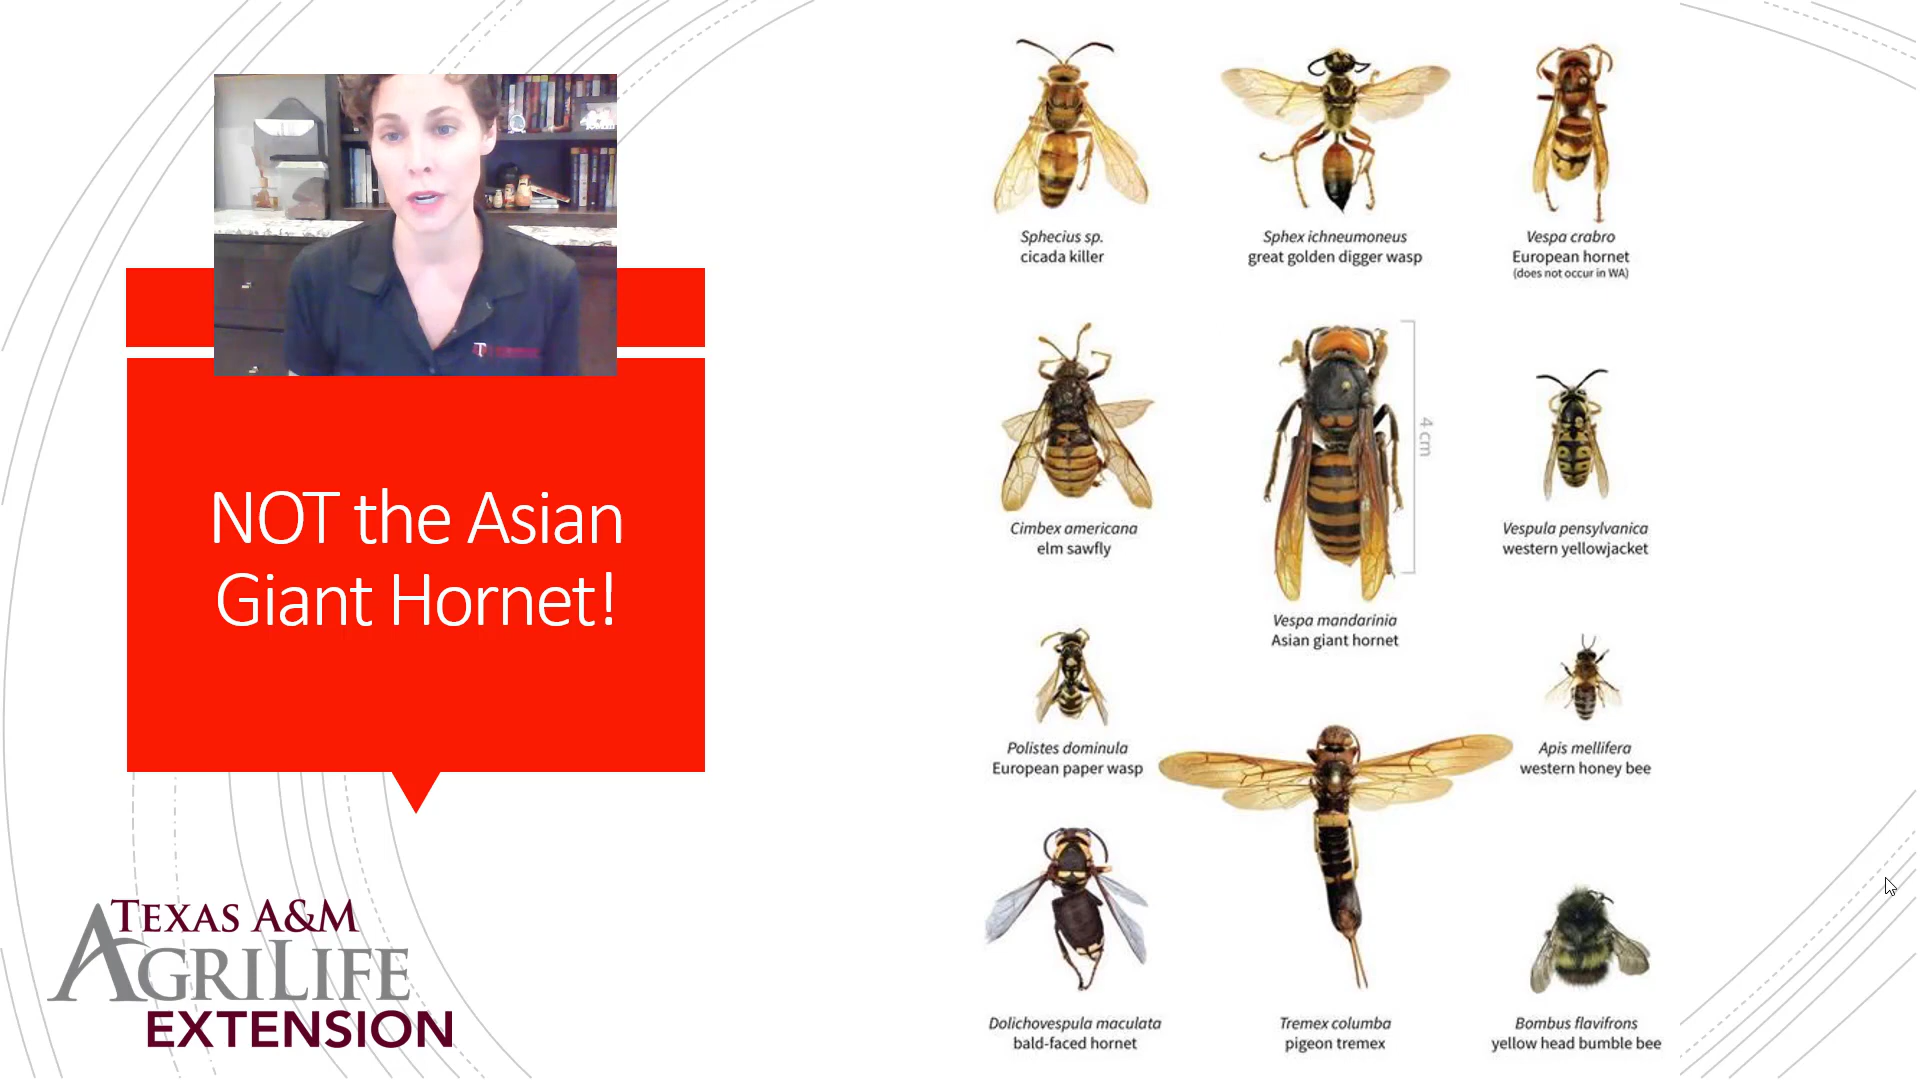 NOT the Asian
Giant Hornet!
TEXAS A&M
AGRILIFE
EXTENSION
Sphecius sp.
cicada killer
Sphex ichneumoneus
great golden digger wasp
Vespa crabro
European hornet
(does not occur in WA)
Cimbex americana
elm sawfly
4 cm
Vespa mandarinia
Asian giant hornet
Vespula pensylvanica
western yellowjacket
Polistes dominula
European paper wasp
Apis mellifera
western honey bee
Dolichovespula maculata
bald-faced hornet
Tremex columba
pigeon tremex
Bombus flavifrons
yellow head bumble bee